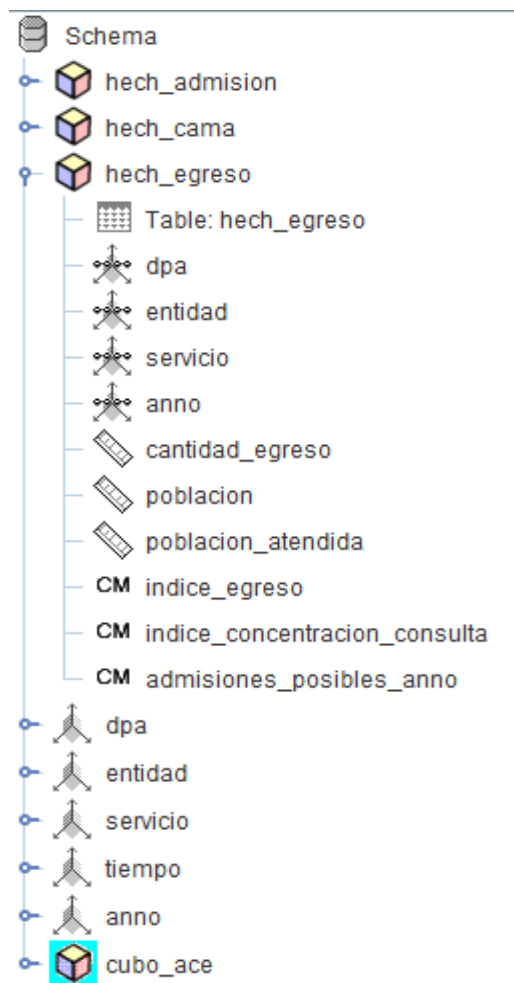 Schema
hech_admision
hech_cama
hech_egreso
Table: hech_egreso
dpa
entidad
servicio
anno
cantidad_egreso
poblacion
poblacion_atendida
CM indice_egreso
CM indice_concentracion_consulta
CM admisiones_posibles_anno
dpa
entidad
servicio
tiempo
anno
cubo_ace